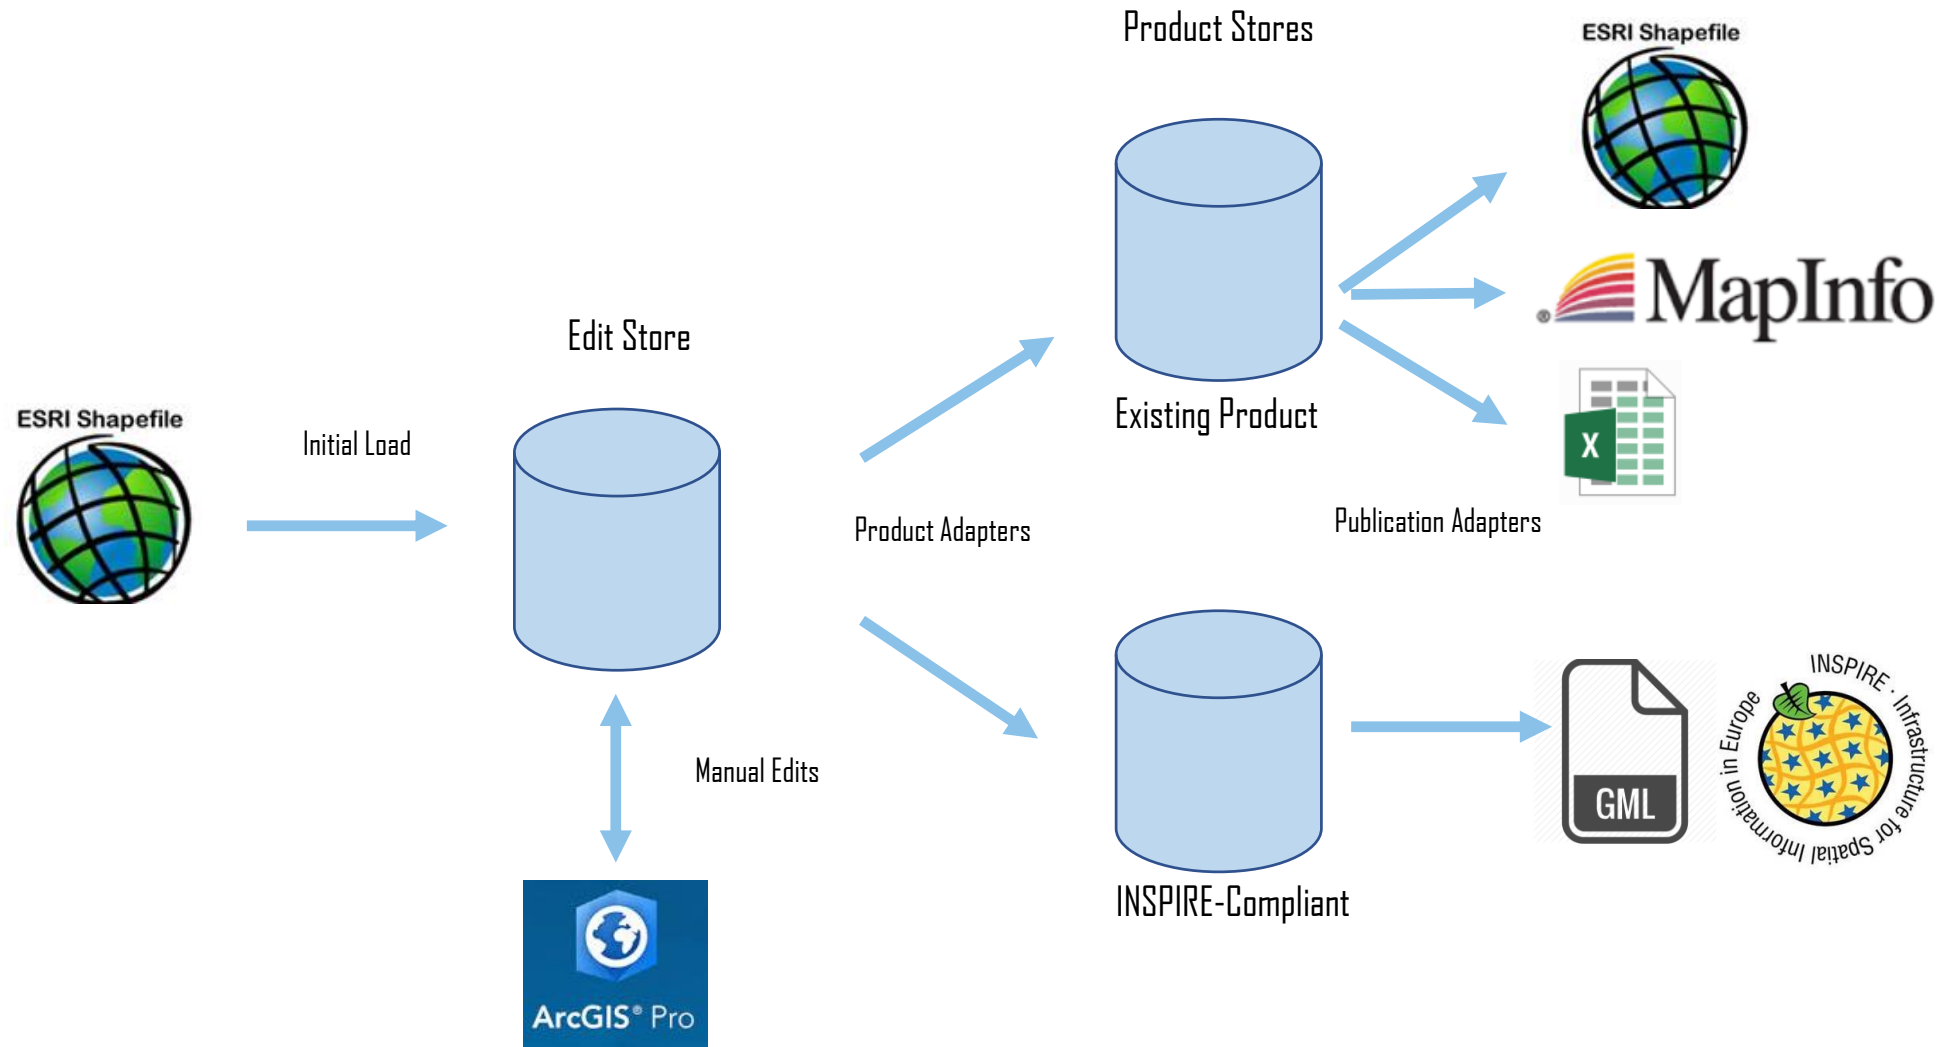 Product Stores
ESRI Shapefile
® MapInfo
Edit Store
Existing Product
ESRI Shapefile
Initial Load
X
Product Adapters
Publication Adapters
GML
INSPIRE · Infrastructure for Spatial Information in Europe
Manual Edits
INSPIRE-Compliant
ArcGIS® Pro